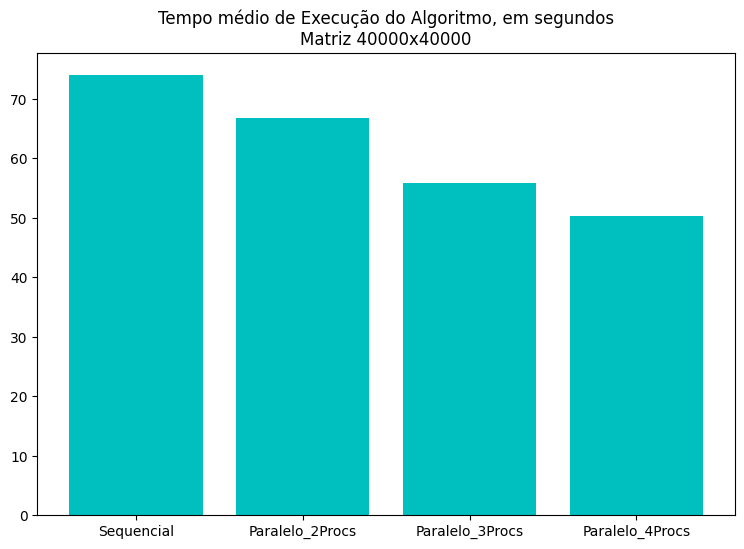 Tempo médio de Execução do Algoritmo, em segundos
Matriz 40000x40000
70
60
50
40
30
20
10
0
Sequencial Paralelo_2Procs Paralelo_3Procs Paralelo_4Procs